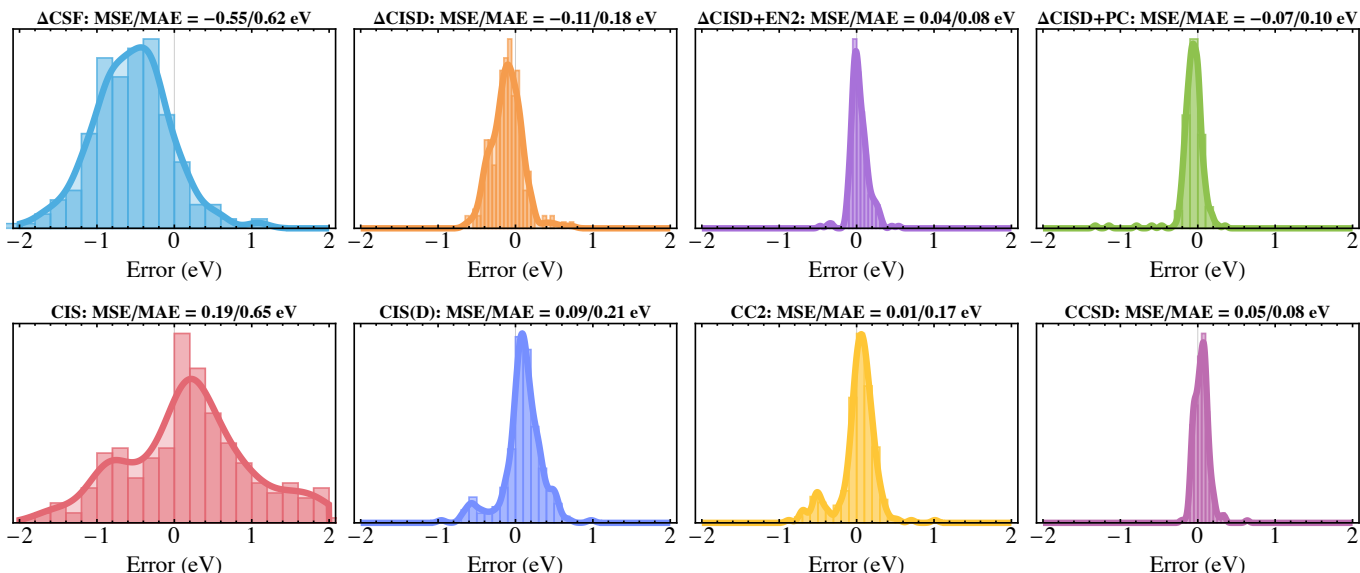 ΔCSF: MSE/MAE = −0.55/0.62 eV
ΔCISD: MSE/MAE = −0.11/0.18 eV
ΔCISD+EN2: MSE/MAE = 0.04/0.08 eV
ΔCISD+PC: MSE/MAE = −0.07/0.10 eV
−2 −1 0 1 2
−2 −1 0 1 2
−2 −1 0 1 2
−2 −1 0 1 2
Error (eV)
Error (eV)
Error (eV)
Error (eV)
CIS: MSE/MAE = 0.19/0.65 eV
CIS(D): MSE/MAE = 0.09/0.21 eV
CC2: MSE/MAE = 0.01/0.17 eV
CCSD: MSE/MAE = 0.05/0.08 eV
−2 −1 0 1 2
−2 −1 0 1 2
−2 −1 0 1 2
−2 −1 0 1 2
Error (eV)
Error (eV)
Error (eV)
Error (eV)